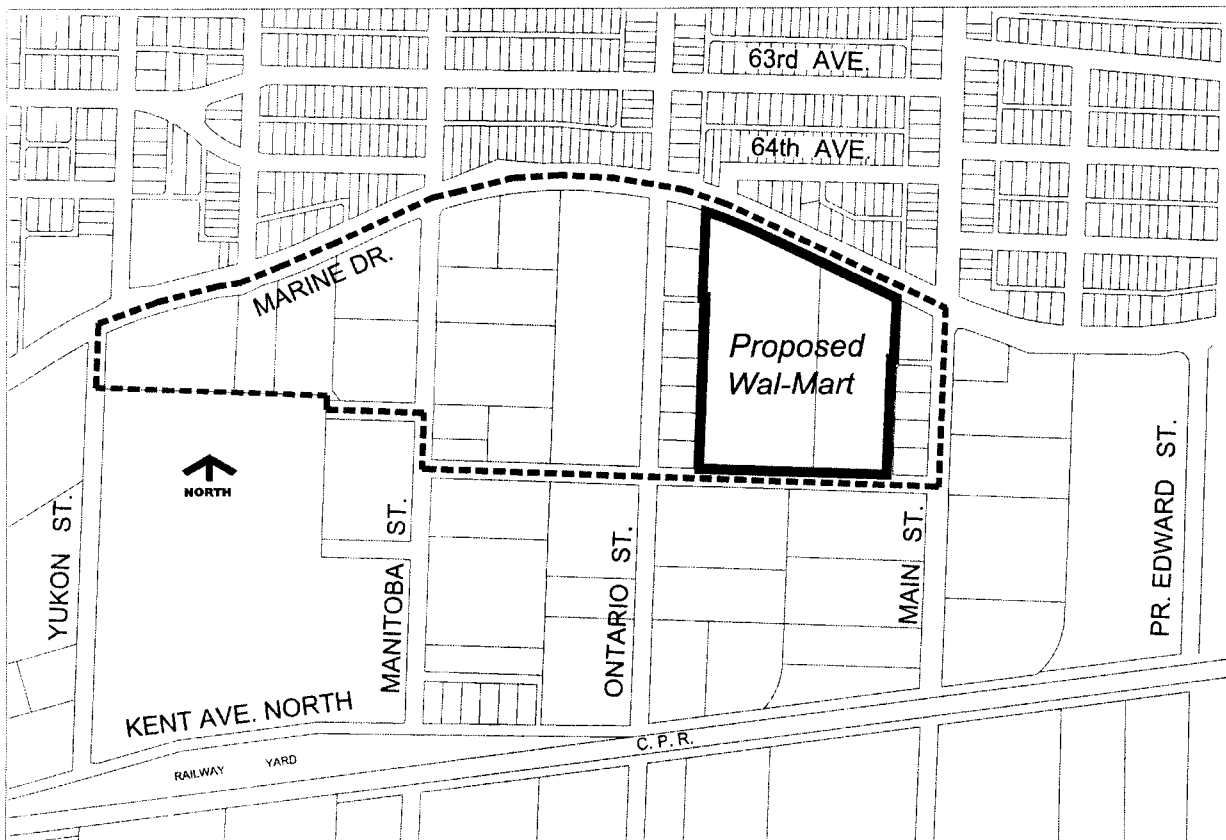 63rd AVE.
64th AVE.
MARINE DR.
Proposed
Wal-Mart
NORTH
YUKON ST.
MANITOBA ST.
ONTARIO ST.
MAIN ST.
PR. EDWARD ST.
KENT AVE. NORTH
C. P. R.
RAILWAY YARD